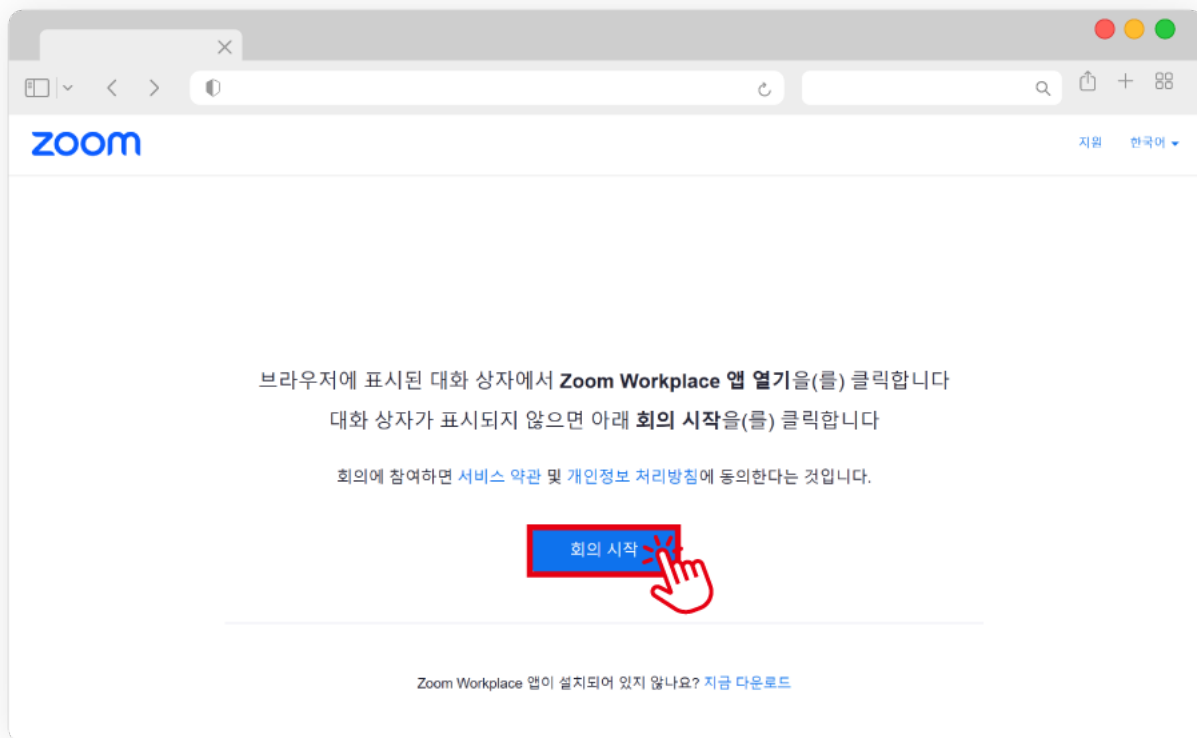 zoom
지원 한국어
브라우저에 표시된 대화 상자에서 Zoom Workplace 앱 열기을(를) 클릭합니다
대화 상자가 표시되지 않으면 아래 회의 시작을(를) 클릭합니다
회의에 참여하면 서비스 약관 및 개인정보 처리방침에 동의한다는 것입니다.
회의 시작
Zoom Workplace 앱이 설치되어 있지 않나요? 지금 다운로드